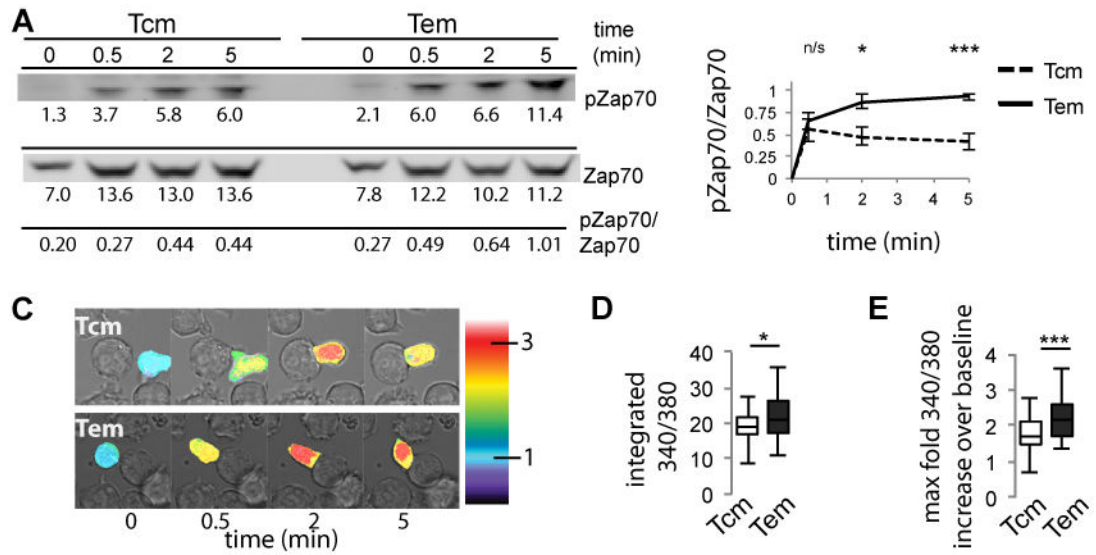 A
Tcm Tem time
0 0.5 2 5 0 0.5 2 5 (min)
pZap70
1.3 3.7 5.8 6.0 2.1 6.0 6.6 11.4
Zap70
7.0 13.6 13.0 13.6 7.8 12.2 10.2 11.2
pZap70/
0.20 0.27 0.44 0.44 0.27 0.49 0.64 1.01 Zap70
n/s * ***
Tcm
Tem
pZap70/Zap70
1
0.75
0.5
0.25
0
0 1 2 3 4 5
time (min)
C
Tcm
Tem
3
1
0 0.5 2 5
time (min)
D
integrated
340/380
*
40
30
20
10
0
Tcm Tem
E
max fold 340/380
increase over baseline
***
4
3
2
1
0
Tcm Tem